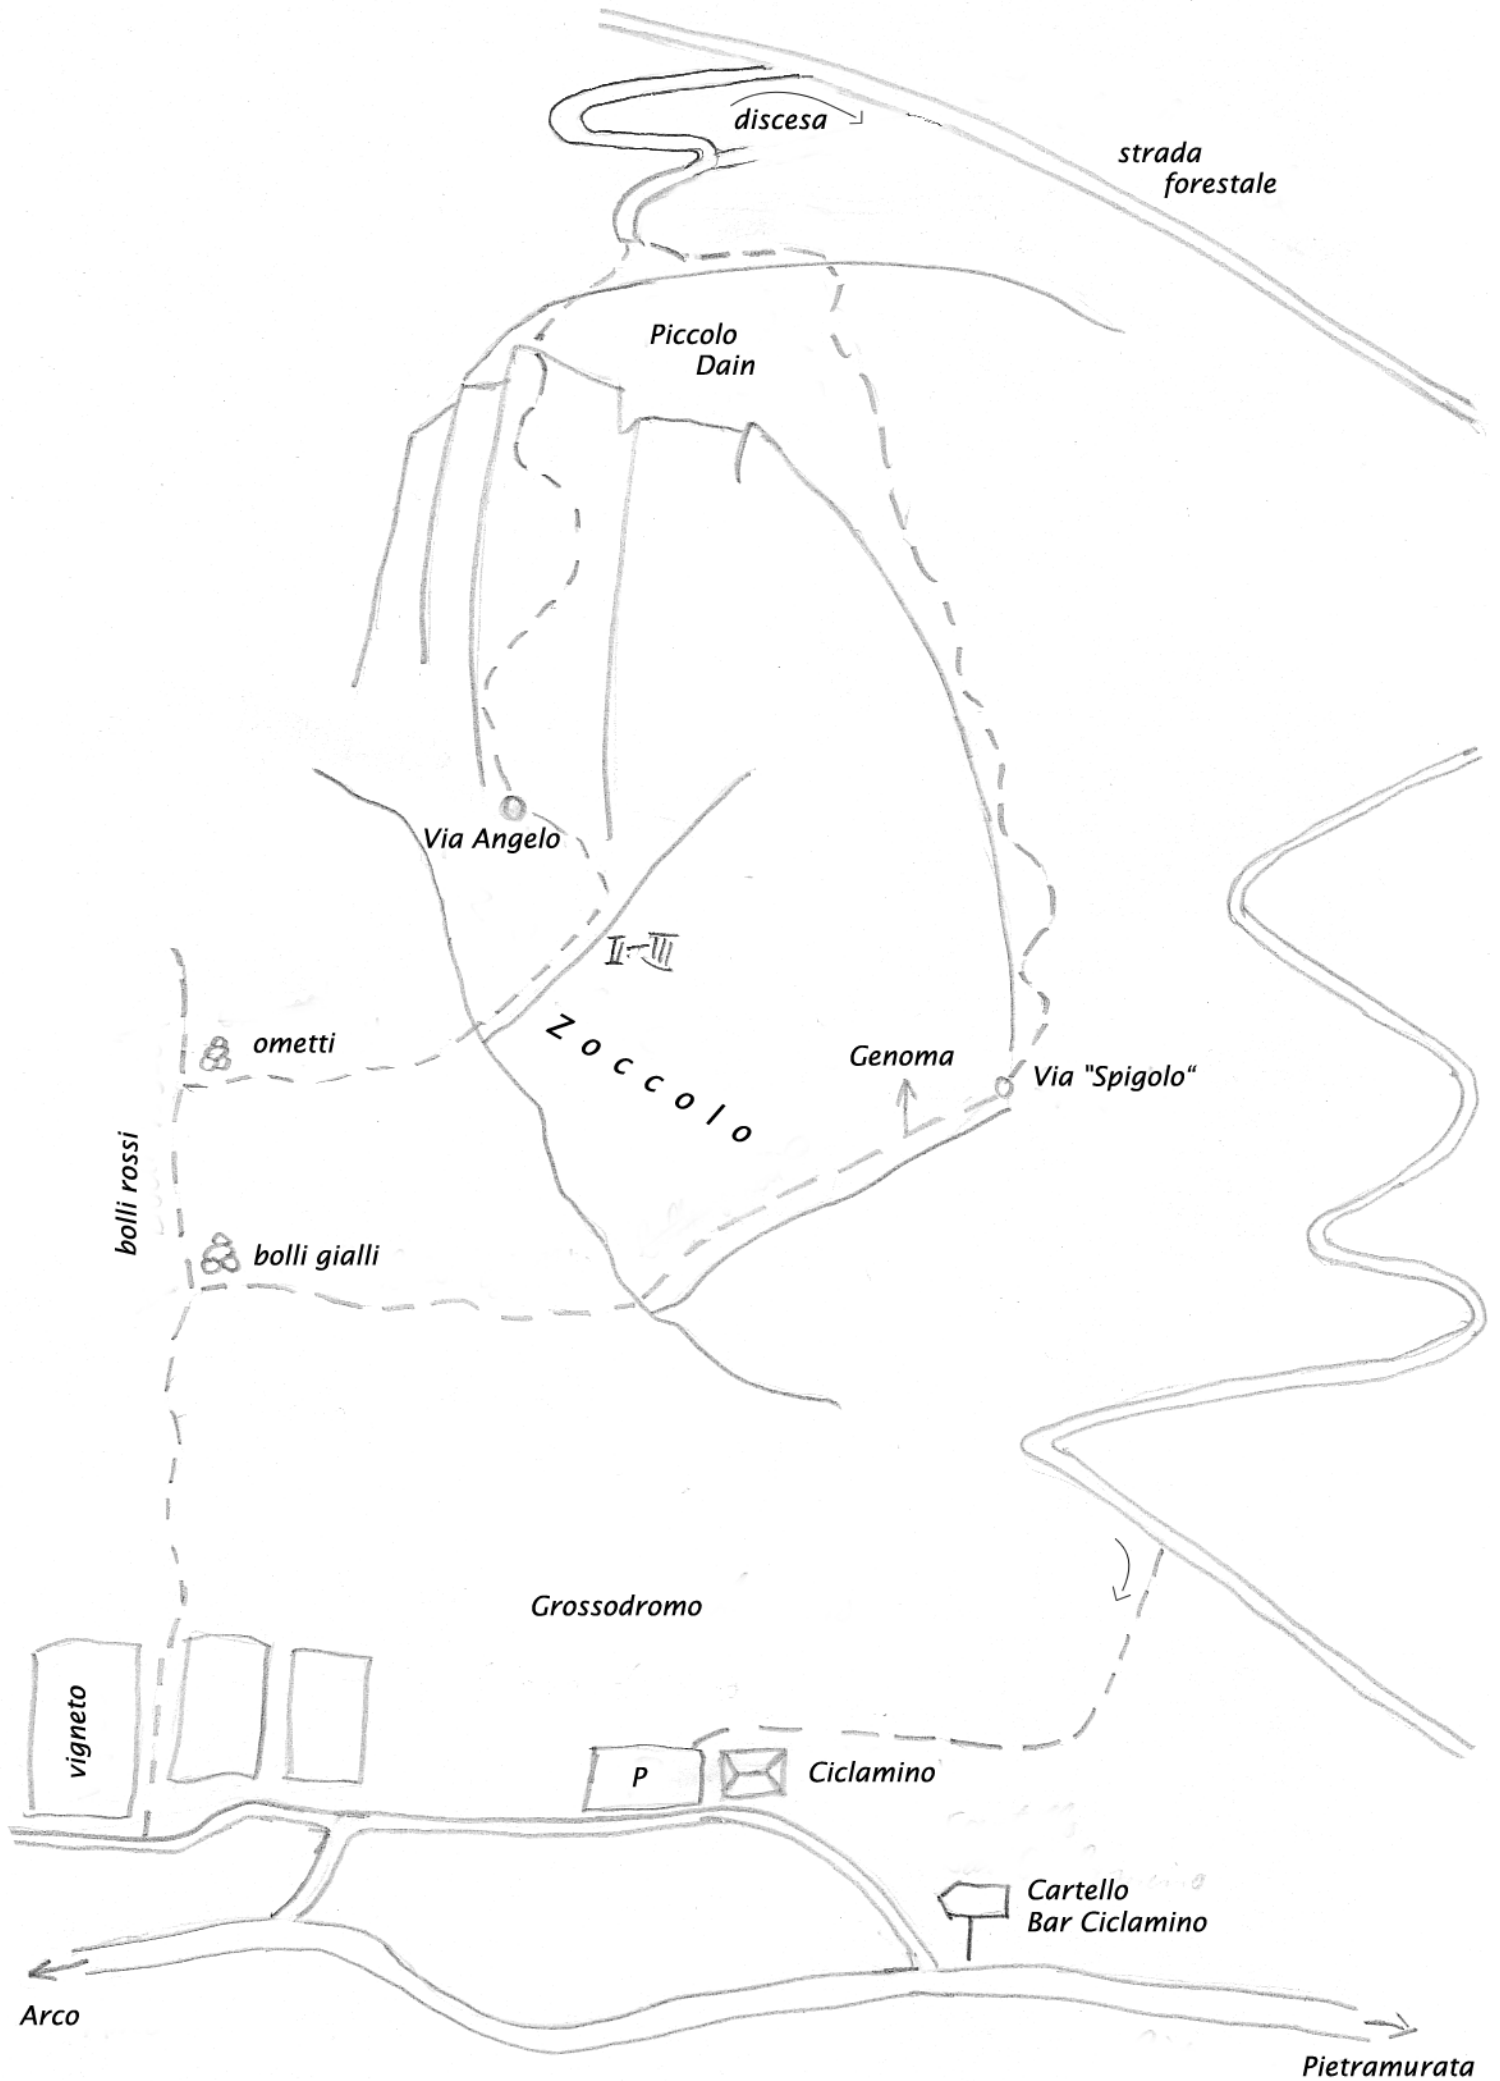 discesa
strada
forestale
Piccolo
Dain
Via Angelo
II-III
ometti
Zoccolo
Genoma
Via "Spigolo“
bolli rossi
bolli gialli
Grossodromo
vigneto
P
Ciclamino
Cartello
Bar Ciclamino
Arco
Pietramurata